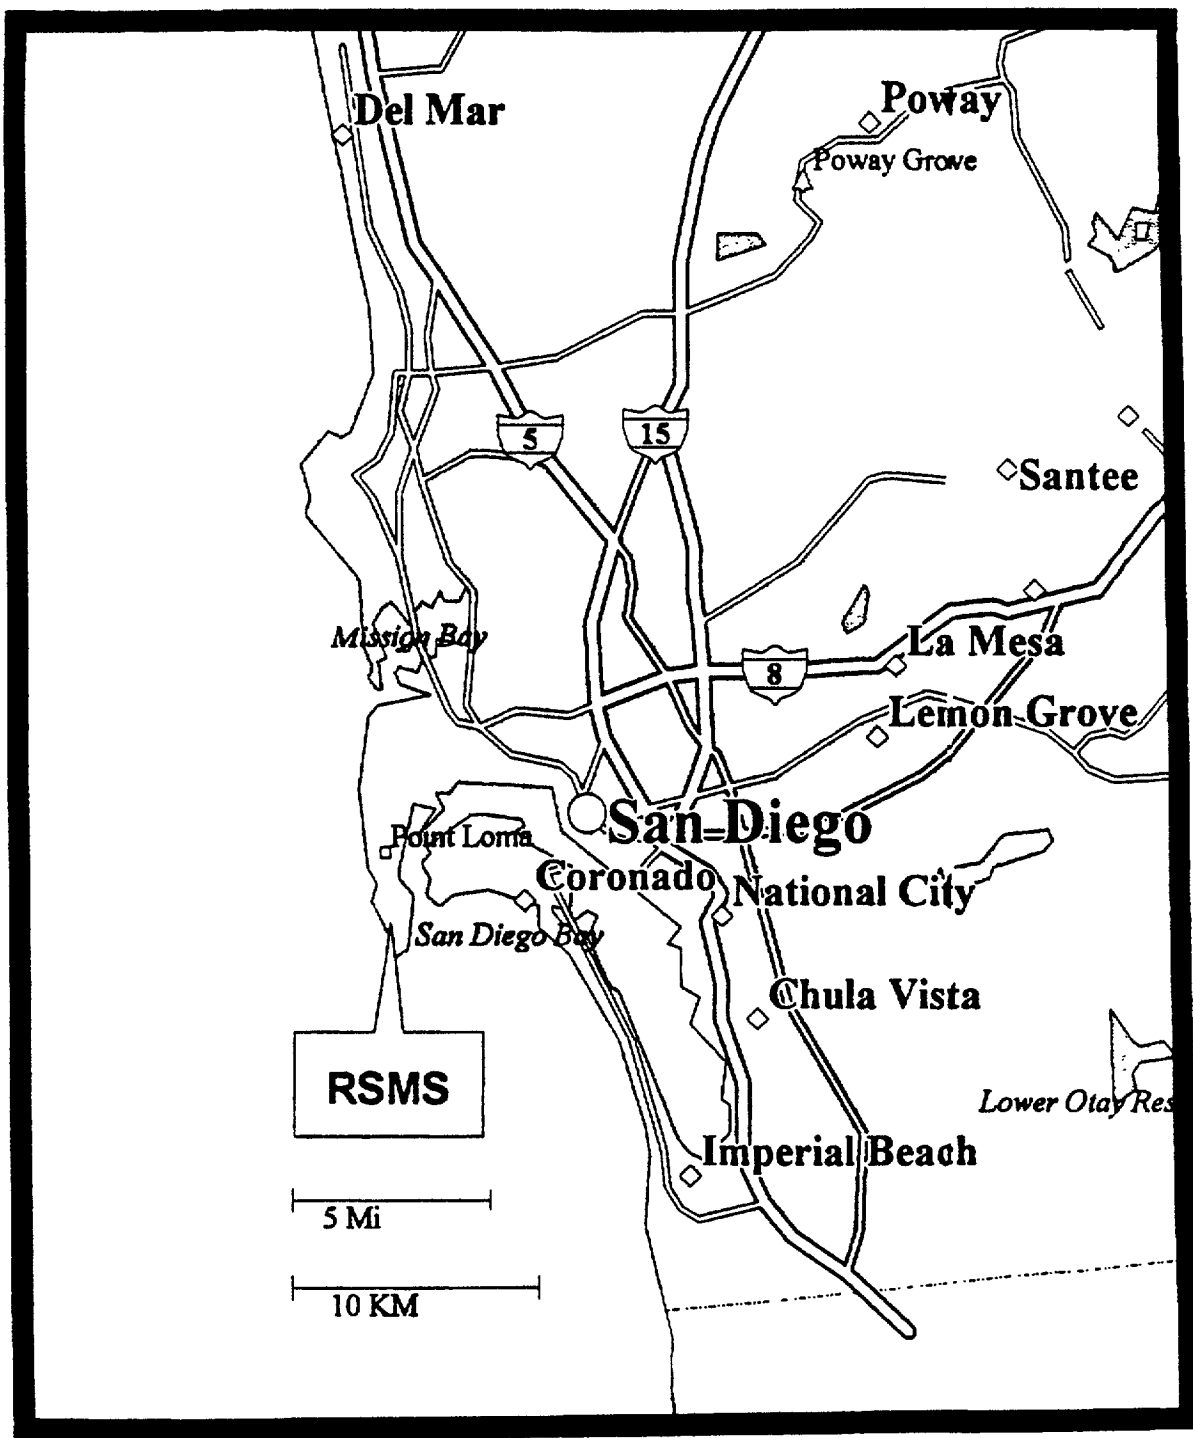 Del Mar
Poway
Poway Grove
5
15
Santee
Mission Bay
La Mesa
8
Lemon Grove
San Diego
Point Loma
Coronado
National City
San Diego Bay
Chula Vista
RSMS
Lower Otay Res
Imperial Beach
5 Mi
10 KM